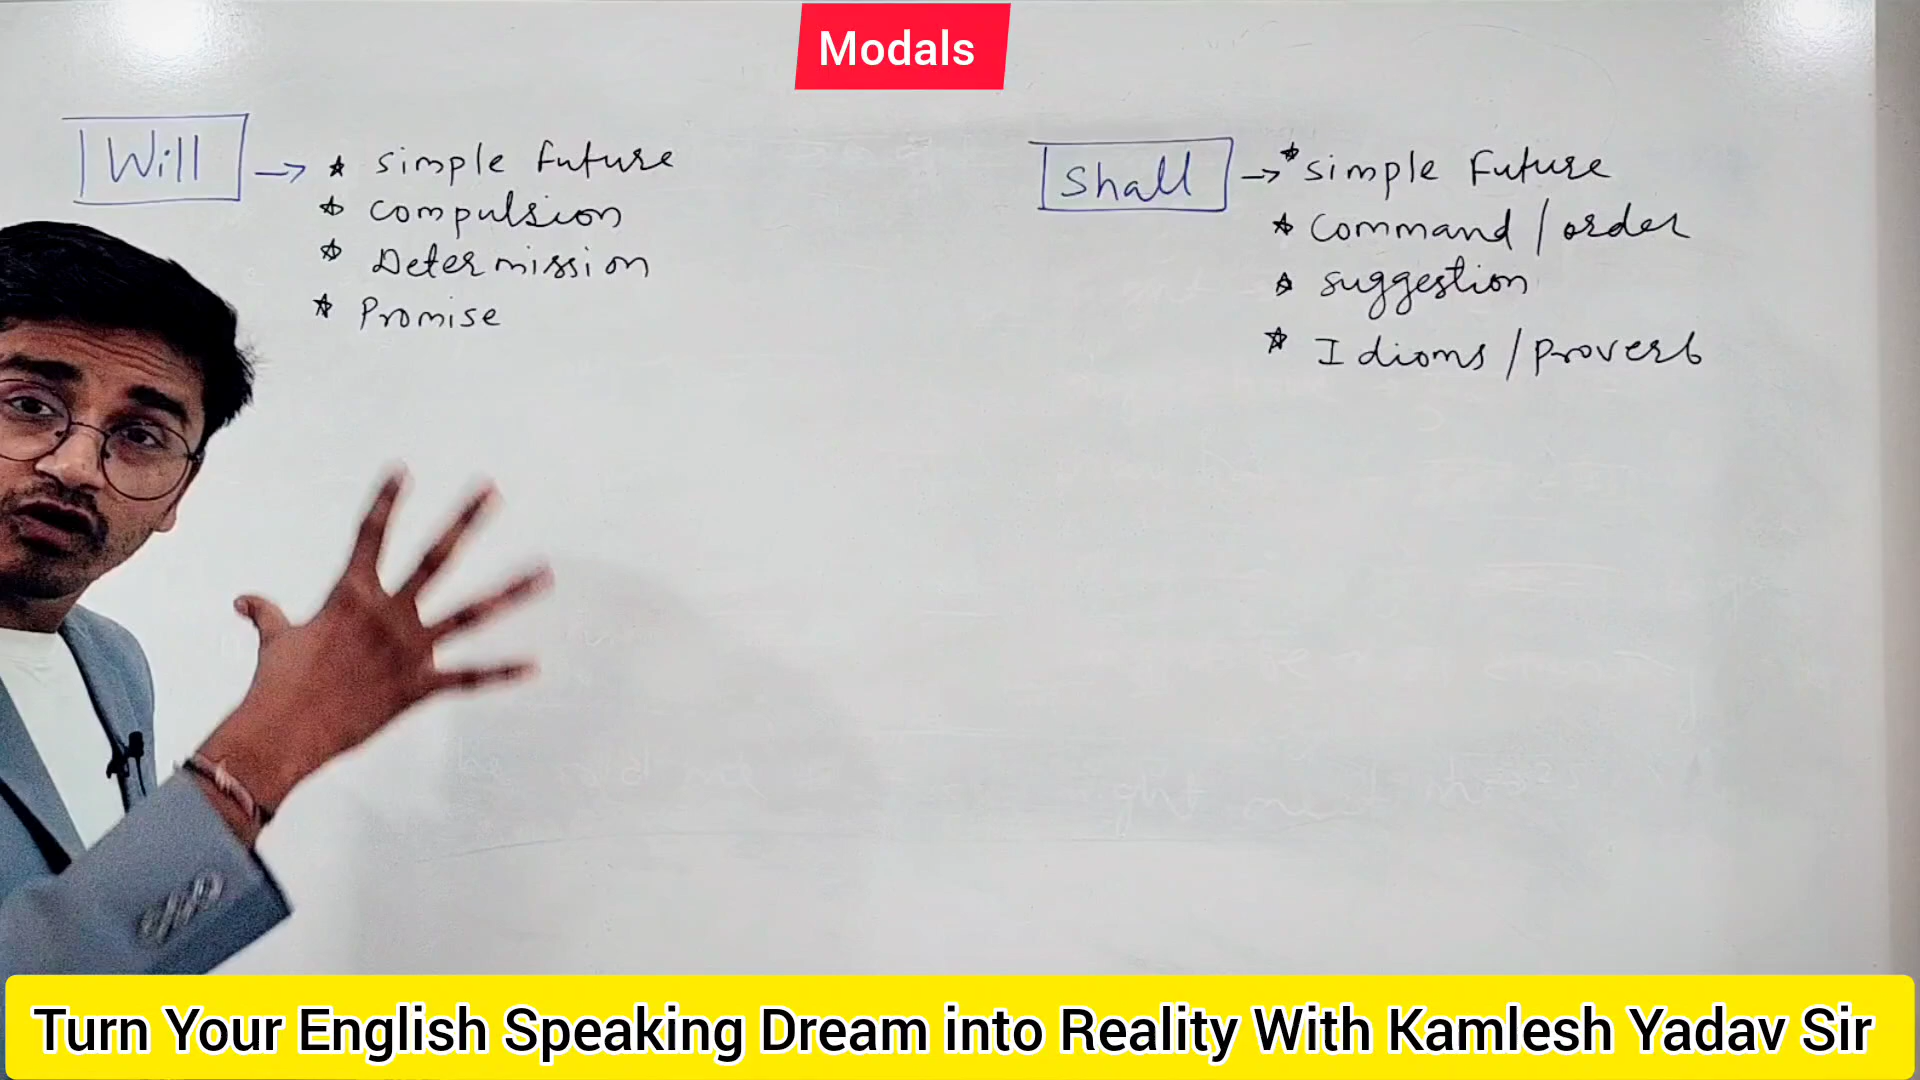 Modals
Will → * simple future
* compulsion
* Determission
* Promise
Shall → * simple Future
* Command / order
* suggestion
* Idioms / proverb
Turn Your English Speaking Dream into Reality With Kamlesh Yadav Sir